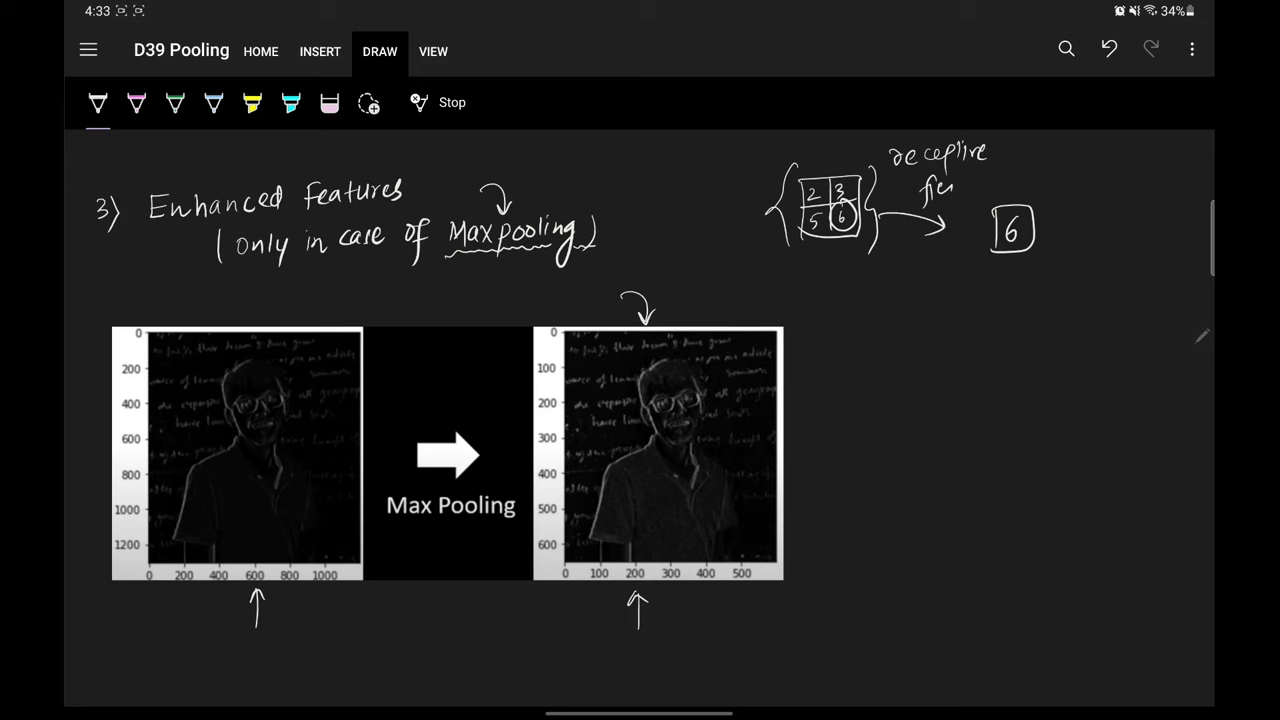 4:33
34%
D39 Pooling HOME INSERT DRAW VIEW
Stop
3) Enhanced Features
(only in case of Maxpooling)
2 3
5 6
receptive
fie
6
0 200 400 600 800 1000 1200
0 200 400 600 800 1000
Max Pooling
0 100 200 300 400 500 600
0 100 200 300 400 500